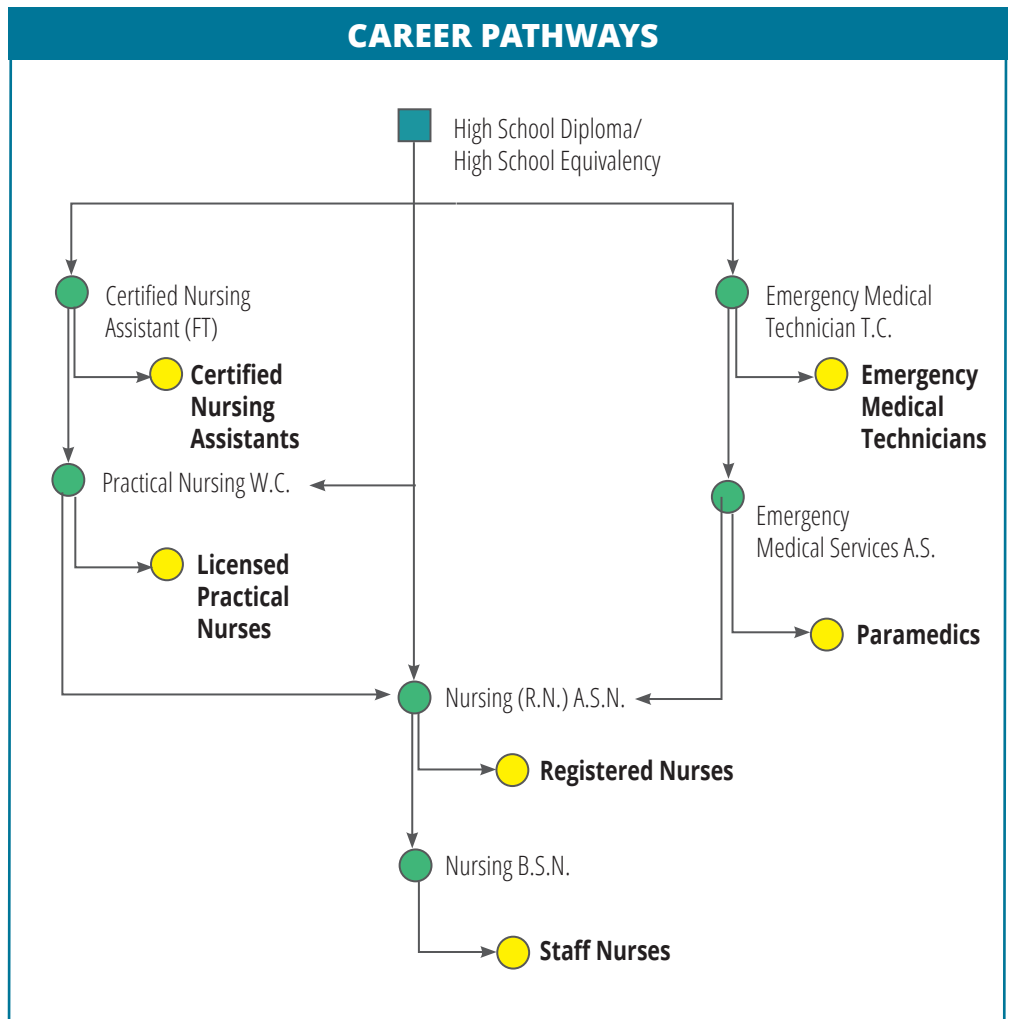 CAREER PATHWAYS
High School Diploma/
High School Equivalency
Certified Nursing
Assistant (FT)
Emergency Medical
Technician T.C.
Certified
Nursing
Assistants
Emergency
Medical
Technicians
Practical Nursing W.C.
Emergency
Medical Services A.S.
Licensed
Practical
Nurses
Paramedics
Nursing (R.N.) A.S.N.
Registered Nurses
Nursing B.S.N.
Staff Nurses